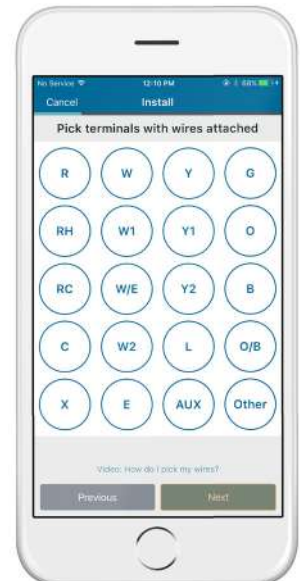 No Service 12:10 PM 68%
Cancel Install
Pick terminals with wires attached
R W Y G
RH W1 Y1 O
RC W/E Y2 B
C W2 L O/B
X E AUX Other
Video: How do I pick my wires?
Previous Next